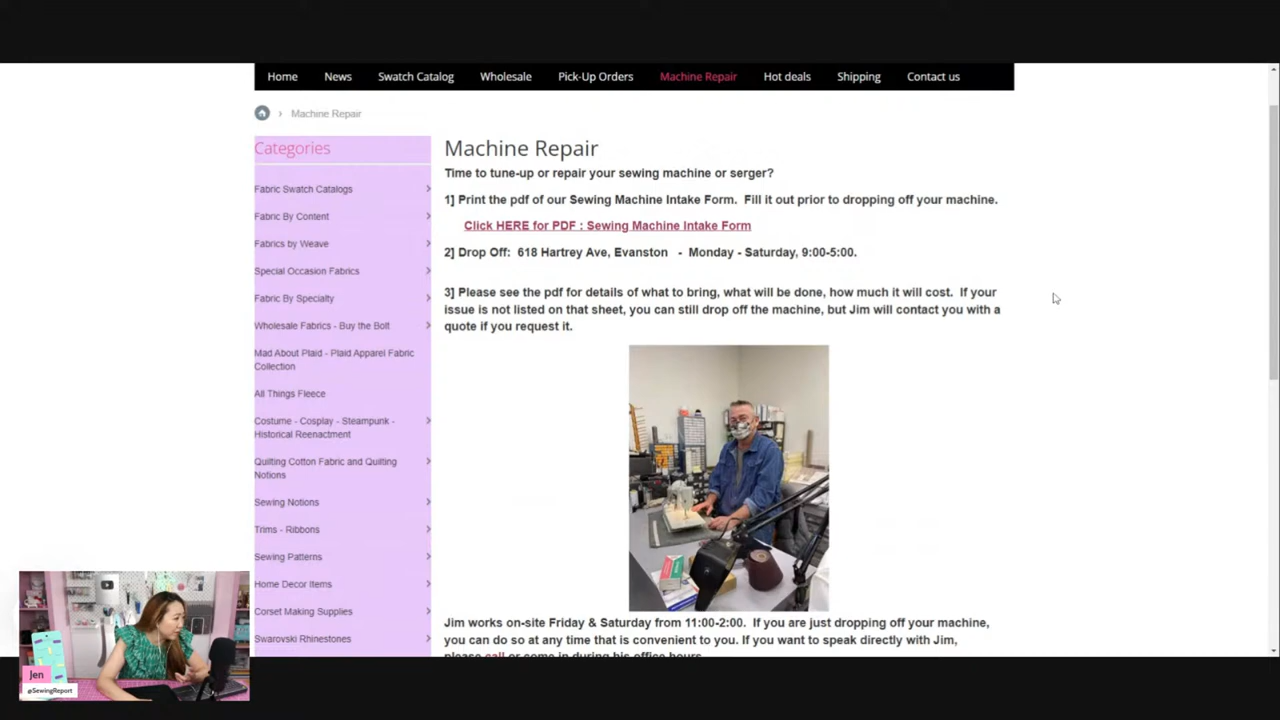 Home News Swatch Catalog Wholesale Pick-Up Orders Machine Repair Hot deals Shipping Contact us
› Machine Repair
Categories
Fabric Swatch Catalogs
Fabric By Content
Fabrics by Weave
Special Occasion Fabrics
Fabric By Specialty
Wholesale Fabrics - Buy the Bolt
Mad About Plaid - Plaid Apparel Fabric
Collection
All Things Fleece
Costume - Cosplay - Steampunk -
Historical Reenactment
Quilting Cotton Fabric and Quilting
Notions
Sewing Notions
Trims - Ribbons
Sewing Patterns
Home Decor Items
Corset Making Supplies
Swarovski Rhinestones
Machine Repair
Time to tune-up or repair your sewing machine or serger?
1] Print the pdf of our Sewing Machine Intake Form. Fill it out prior to dropping off your machine.
Click HERE for PDF : Sewing Machine Intake Form
2] Drop Off: 618 Hartrey Ave, Evanston - Monday - Saturday, 9:00-5:00.
3] Please see the pdf for details of what to bring, what will be done, how much it will cost. If your
issue is not listed on that sheet, you can still drop off the machine, but Jim will contact you with a
quote if you request it.
Jim works on-site Friday & Saturday from 11:00-2:00. If you are just dropping off your machine,
you can do so at any time that is convenient to you. If you want to speak directly with Jim,
please call or come in during his office hours.
Jen
@SewingReport